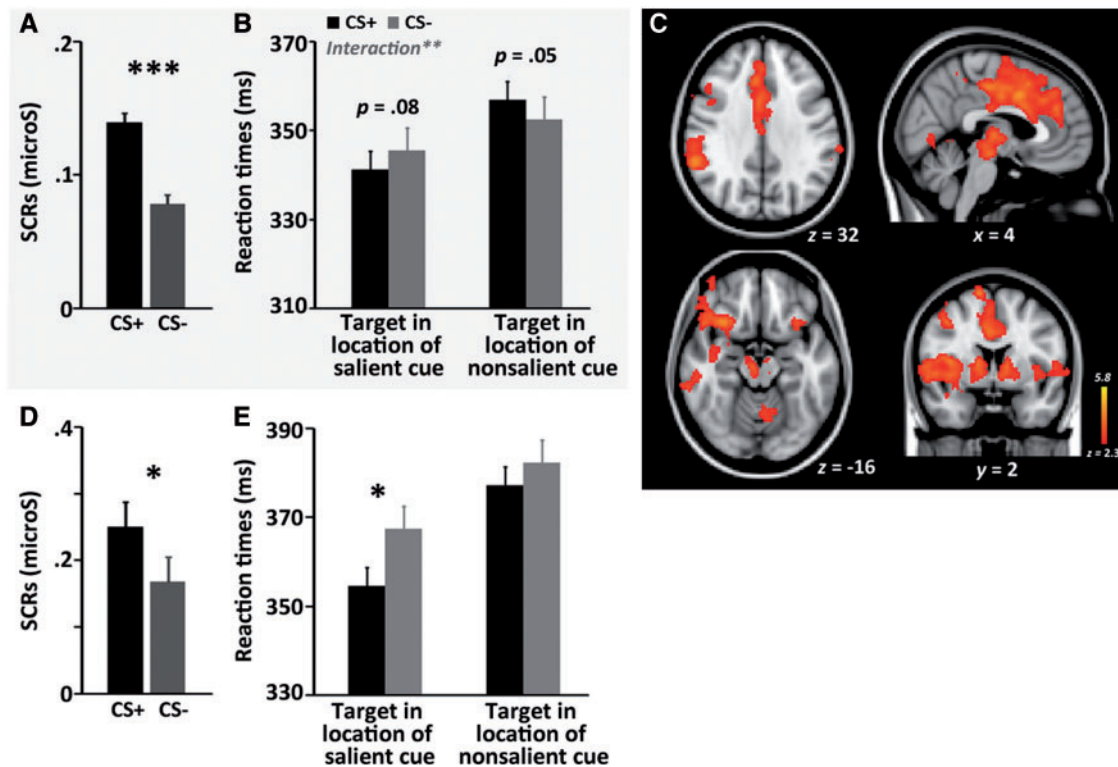 A
.2
.1
0
SCRs (microS)
***
CS+ CS-
B
CS+ CS-
Interaction**
370
350
330
310
Reaction times (ms)
p = .08
p = .05
Target in
location of
salient cue
Target in
location of
nonsalient cue
C
z = 32
x = 4
z = -16
y = 2
5.8
z = 2.3
D
.4
.2
0
SCRs (microS)
*
CS+ CS-
E
390
370
350
330
Reaction times (ms)
*
Target in
location of
salient cue
Target in
location of
nonsalient cue